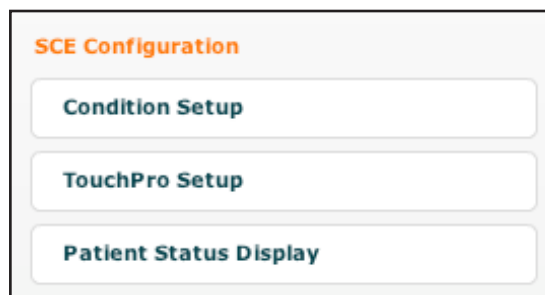 SCE Configuration
Condition Setup
TouchPro Setup
Patient Status Display